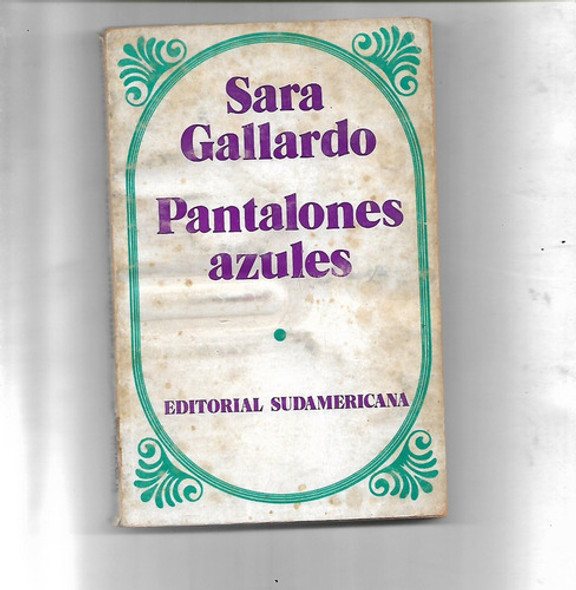 Sara
Gallardo
Pantalones
azules
EDITORIAL SUDAMERICANA